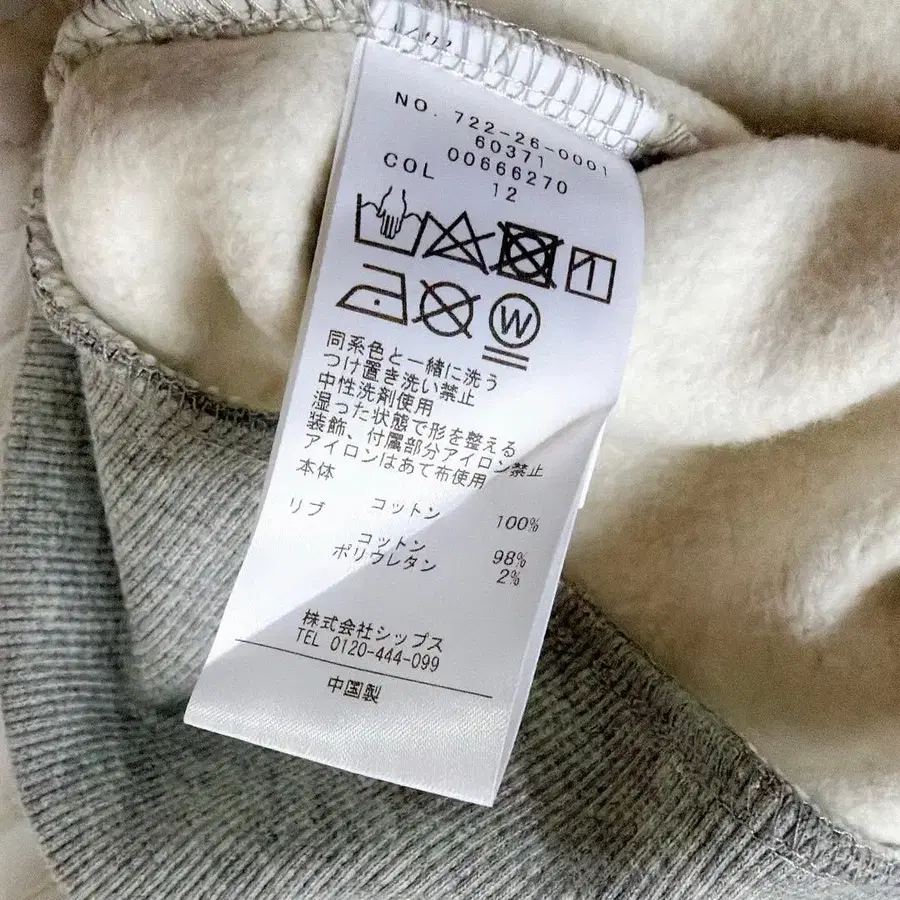 NO. 722-26-0001
60371
00666270
COL 12
W
同系色と一緒に洗う
つけ置き洗い禁止
中性洗剤使用
湿った状態で形を整える
装飾、付属部分アイロン禁止
アイロンはあて布使用
本体
コットン 100%
リブ
コットン 98%
ポリウレタン 2%
株式会社シップス
TEL 0120-444-099
中国製